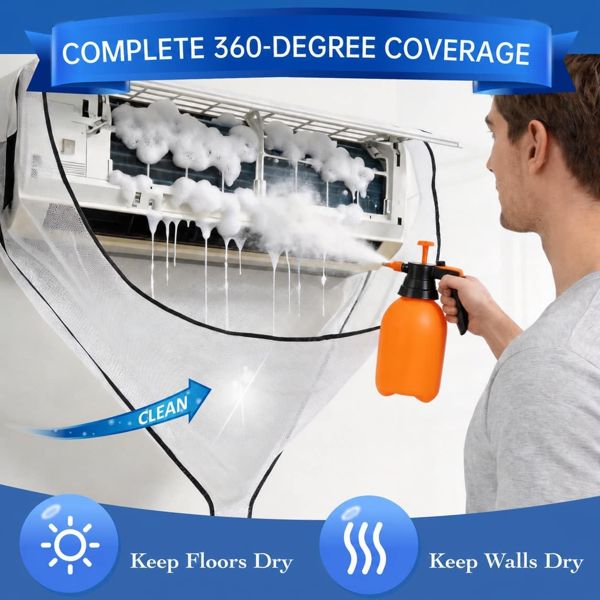 COMPLETE 360-DEGREE COVERAGE
CLEAN
Keep Floors Dry
Keep Walls Dry